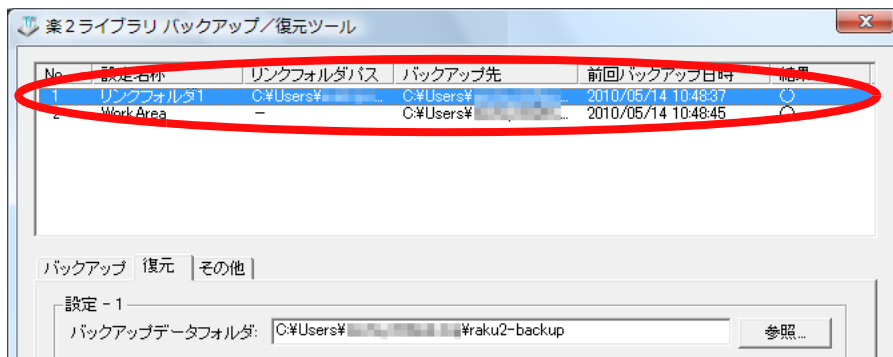 楽2ライブラリ バックアップ／復元ツール
No. 設定名称 リンクフォルダパス バックアップ先 前回バックアップ日時 結果
1 リンクフォルダ1 C:¥Users¥ ... C:¥Users¥ ... 2010/05/14 10:48:37 ○
2 WorkArea － C:¥Users¥ ... 2010/05/14 10:48:45 ○
バックアップ 復元 その他
設定 - 1
バックアップデータフォルダ: C:¥Users¥ ¥raku2-backup 参照...